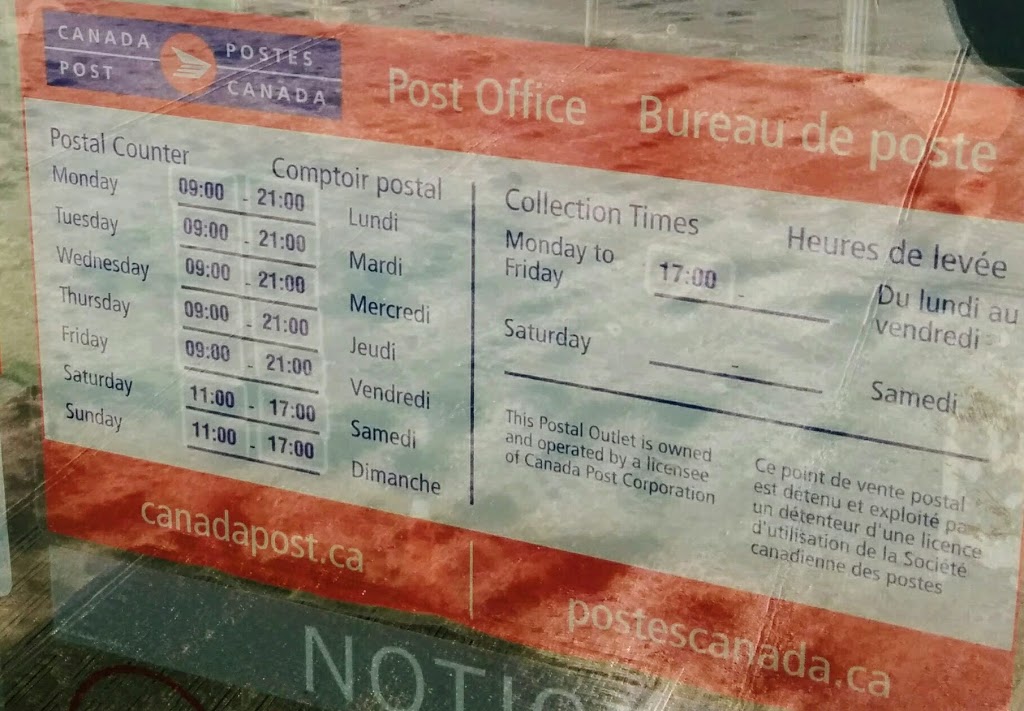 CANADA POSTES
POST CANADA
Post Office Bureau de poste
Postal Counter Comptoir postal
Monday 09:00 - 21:00 Lundi
Tuesday 09:00 - 21:00 Mardi
Wednesday 09:00 - 21:00 Mercredi
Thursday 09:00 - 21:00 Jeudi
Friday 09:00 - 21:00 Vendredi
Saturday 11:00 - 17:00 Samedi
Sunday 11:00 - 17:00 Dimanche
Collection Times Heures de levée
Monday to
Friday 17:00 -
Du lundi au
vendredi
Saturday - Samedi
This Postal Outlet is owned
and operated by a licensee
of Canada Post Corporation
Ce point de vente postal
est détenu et exploité pa
un détenteur d'une licence
d'utilisation de la Société
canadienne des postes
canadapost.ca
postescanada.ca
NOTIC